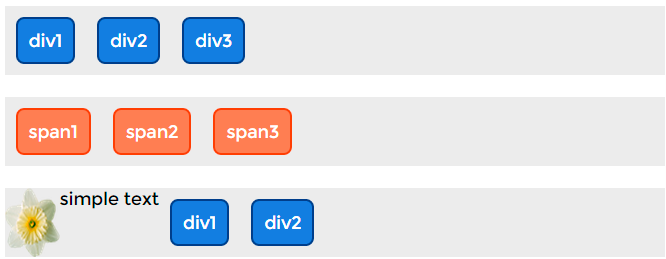 div1 div2 div3
span1 span2 span3
simple text div1 div2